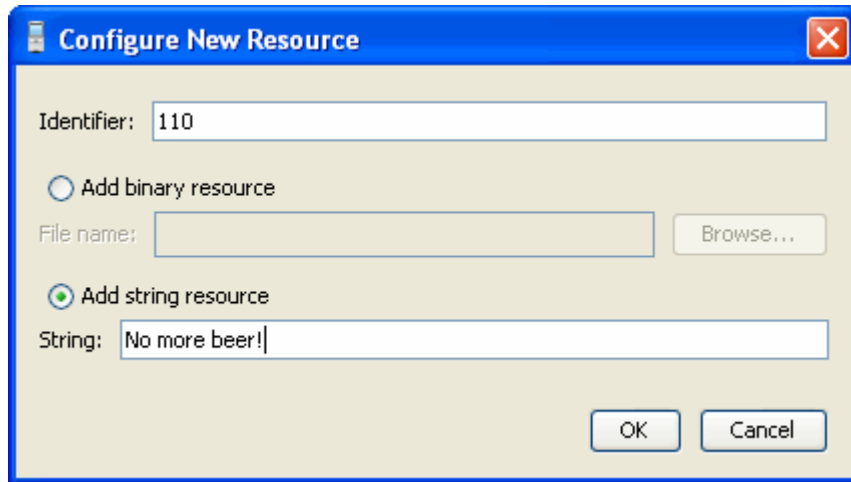 Configure New Resource
Identifier: 110
Add binary resource
File name: Browse...
Add string resource
String: No more beer!
OK Cancel